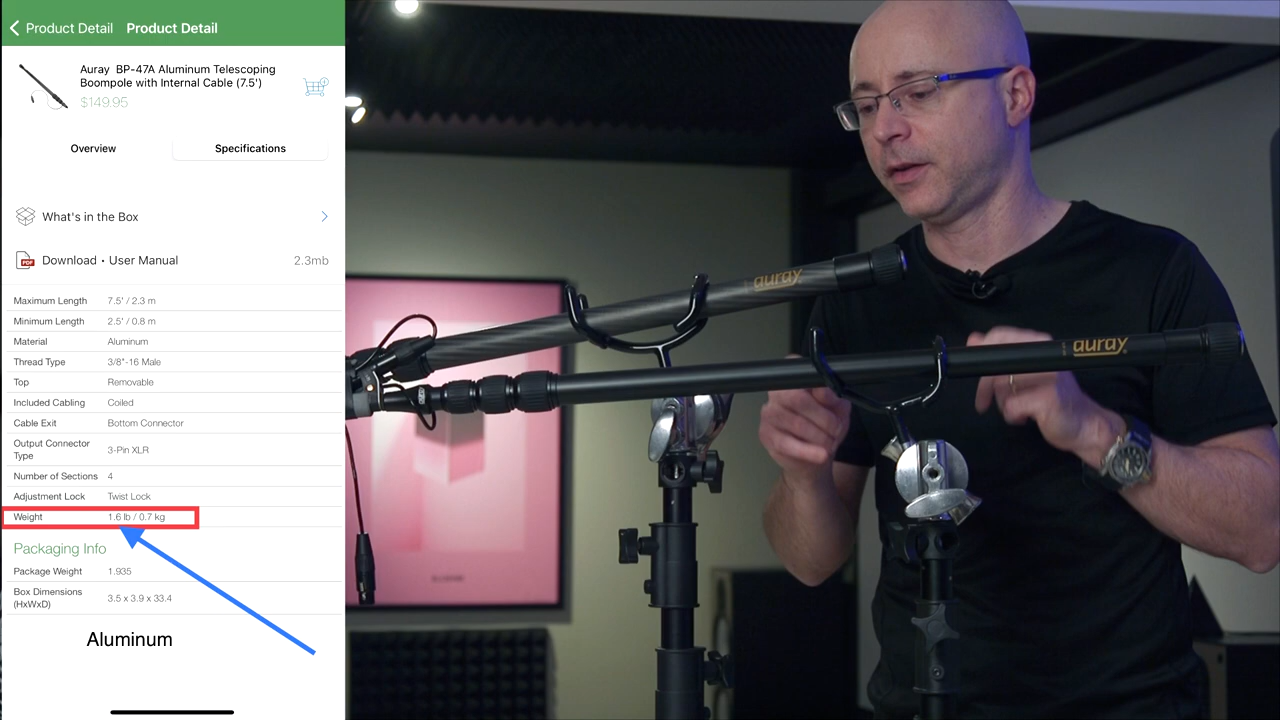 Product Detail Product Detail
Auray BP-47A Aluminum Telescoping
Boompole with Internal Cable (7.5')
$149.95
Overview Specifications
What's in the Box
Download • User Manual 2.3mb
Maximum Length 7.5' / 2.3 m
Minimum Length 2.5' / 0.8 m
Material Aluminum
Thread Type 3/8"-16 Male
Top Removable
Included Cabling Coiled
Cable Exit Bottom Connector
Output Connector
Type 3-Pin XLR
Number of Sections 4
Adjustment Lock Twist Lock
Weight 1.6 lb / 0.7 kg
Packaging Info
Package Weight 1.935
Box Dimensions
(HxWxD) 3.5 x 3.9 x 33.4
Aluminum
auray
auray